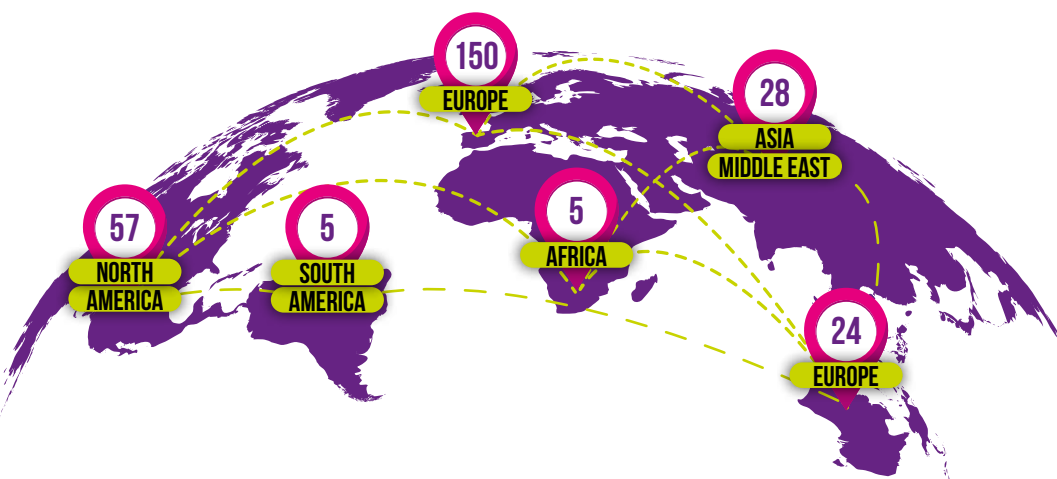 150
EUROPE
28
ASIA
MIDDLE EAST
57
NORTH
AMERICA
5
SOUTH
AMERICA
5
AFRICA
24
EUROPE